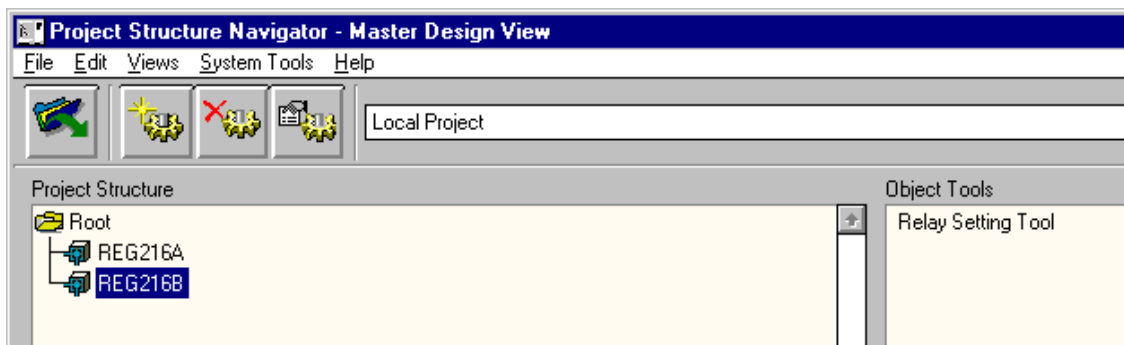 Project Structure Navigator - Master Design View
File Edit Views System Tools Help
Local Project
Project Structure
Object Tools
Root
Relay Setting Tool
REG216A
REG216B